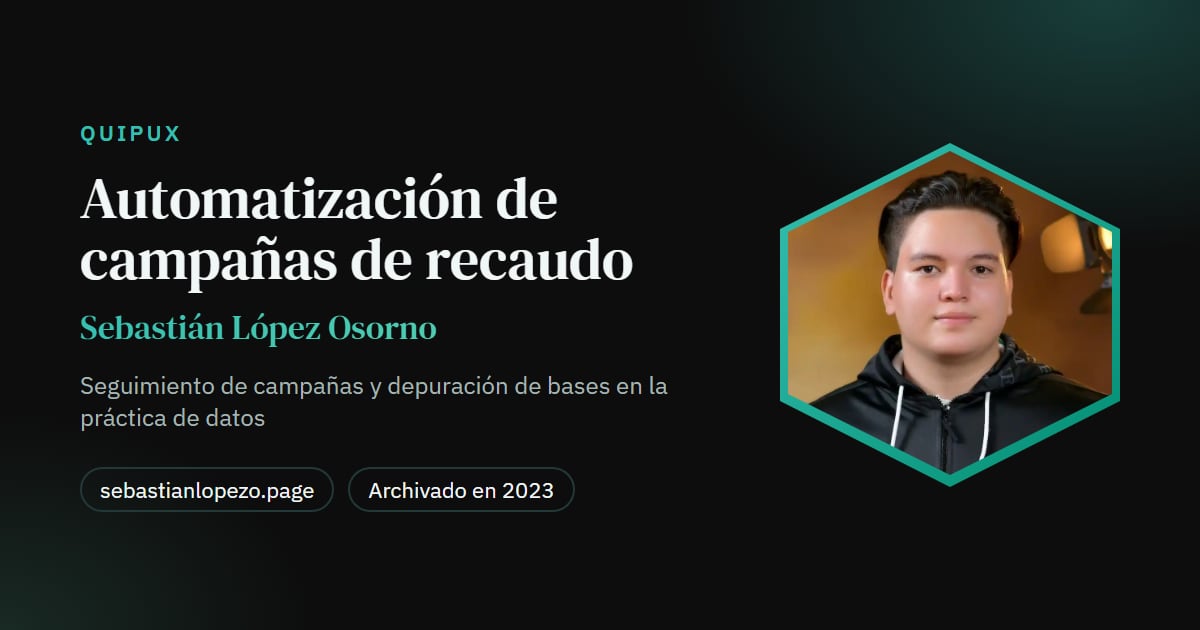 QUIPUX
Automatización de
campañas de recaudo
Sebastián López Osorno
Seguimiento de campañas y depuración de bases en la
práctica de datos
sebastianlopezo.page
Archivado en 2023